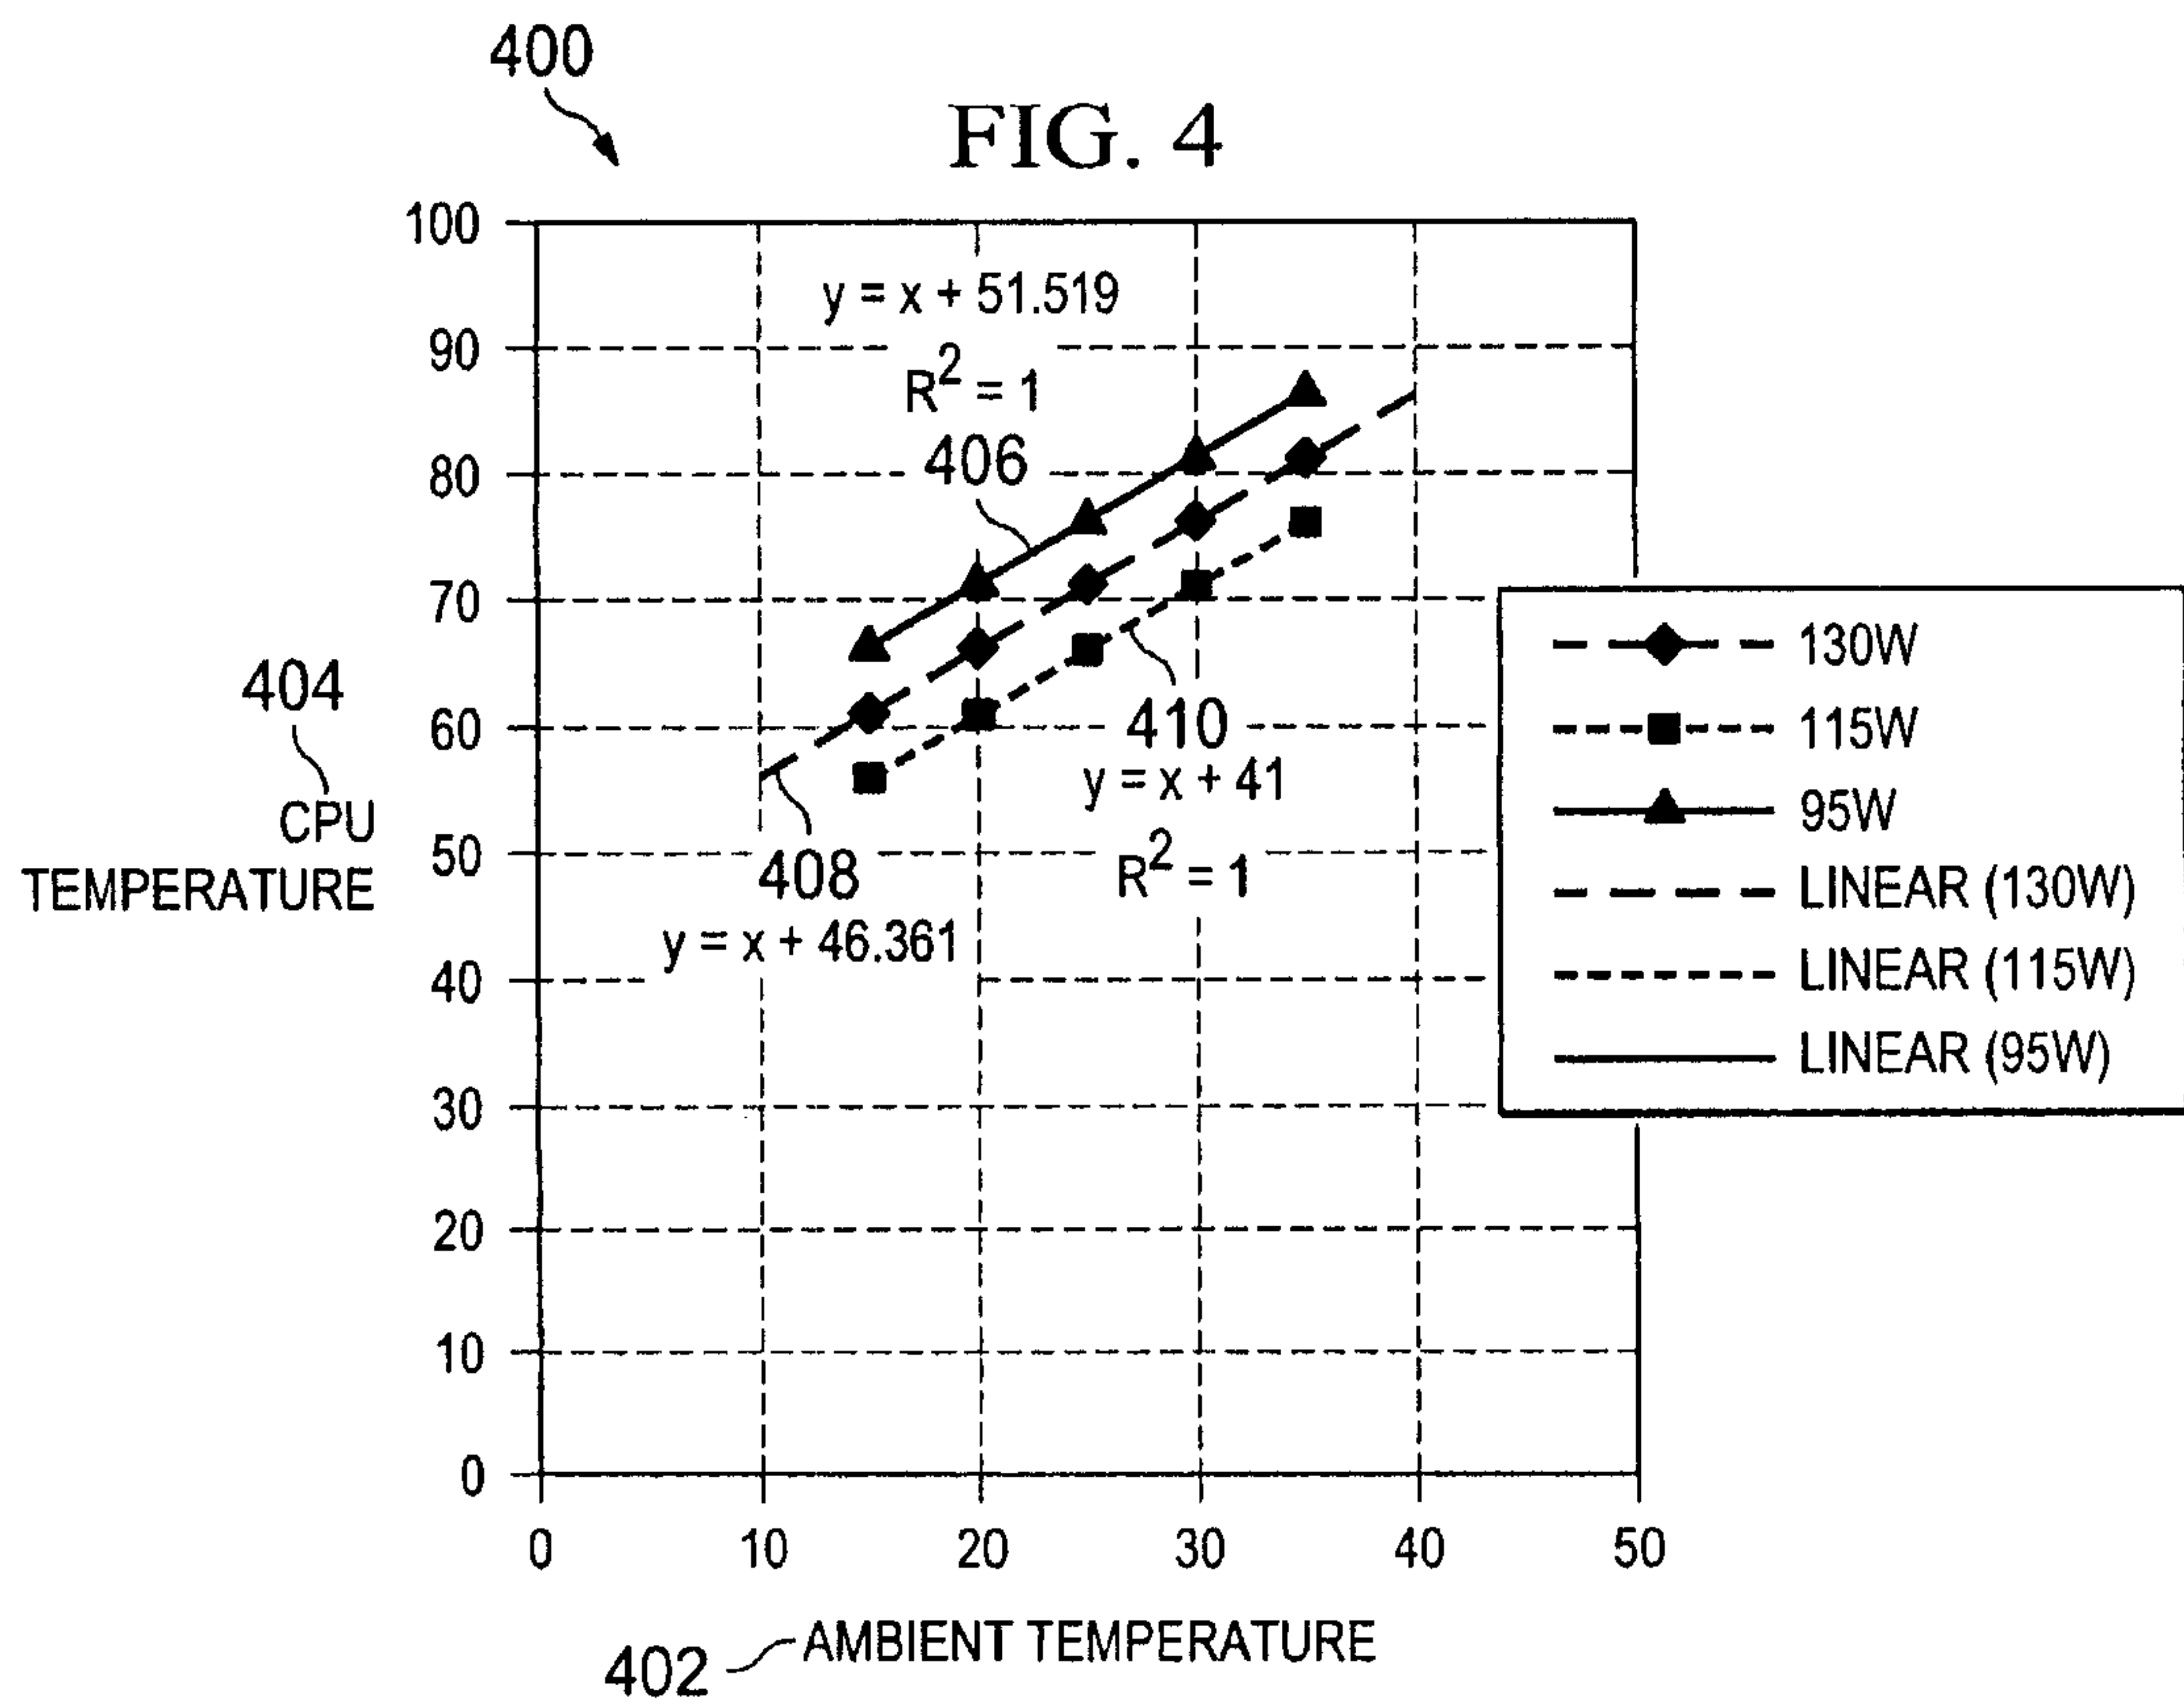 400
FIG. 4
100
90
80
70
60
50
40
30
20
10
0
y = x + 51.519
R2 = 1
406
410
y = x + 41
R2 = 1
408
y = x + 46.361
404
CPU
TEMPERATURE
130W
115W
95W
LINEAR (130W)
LINEAR (115W)
LINEAR (95W)
0 10 20 30 40 50
402 AMBIENT TEMPERATURE